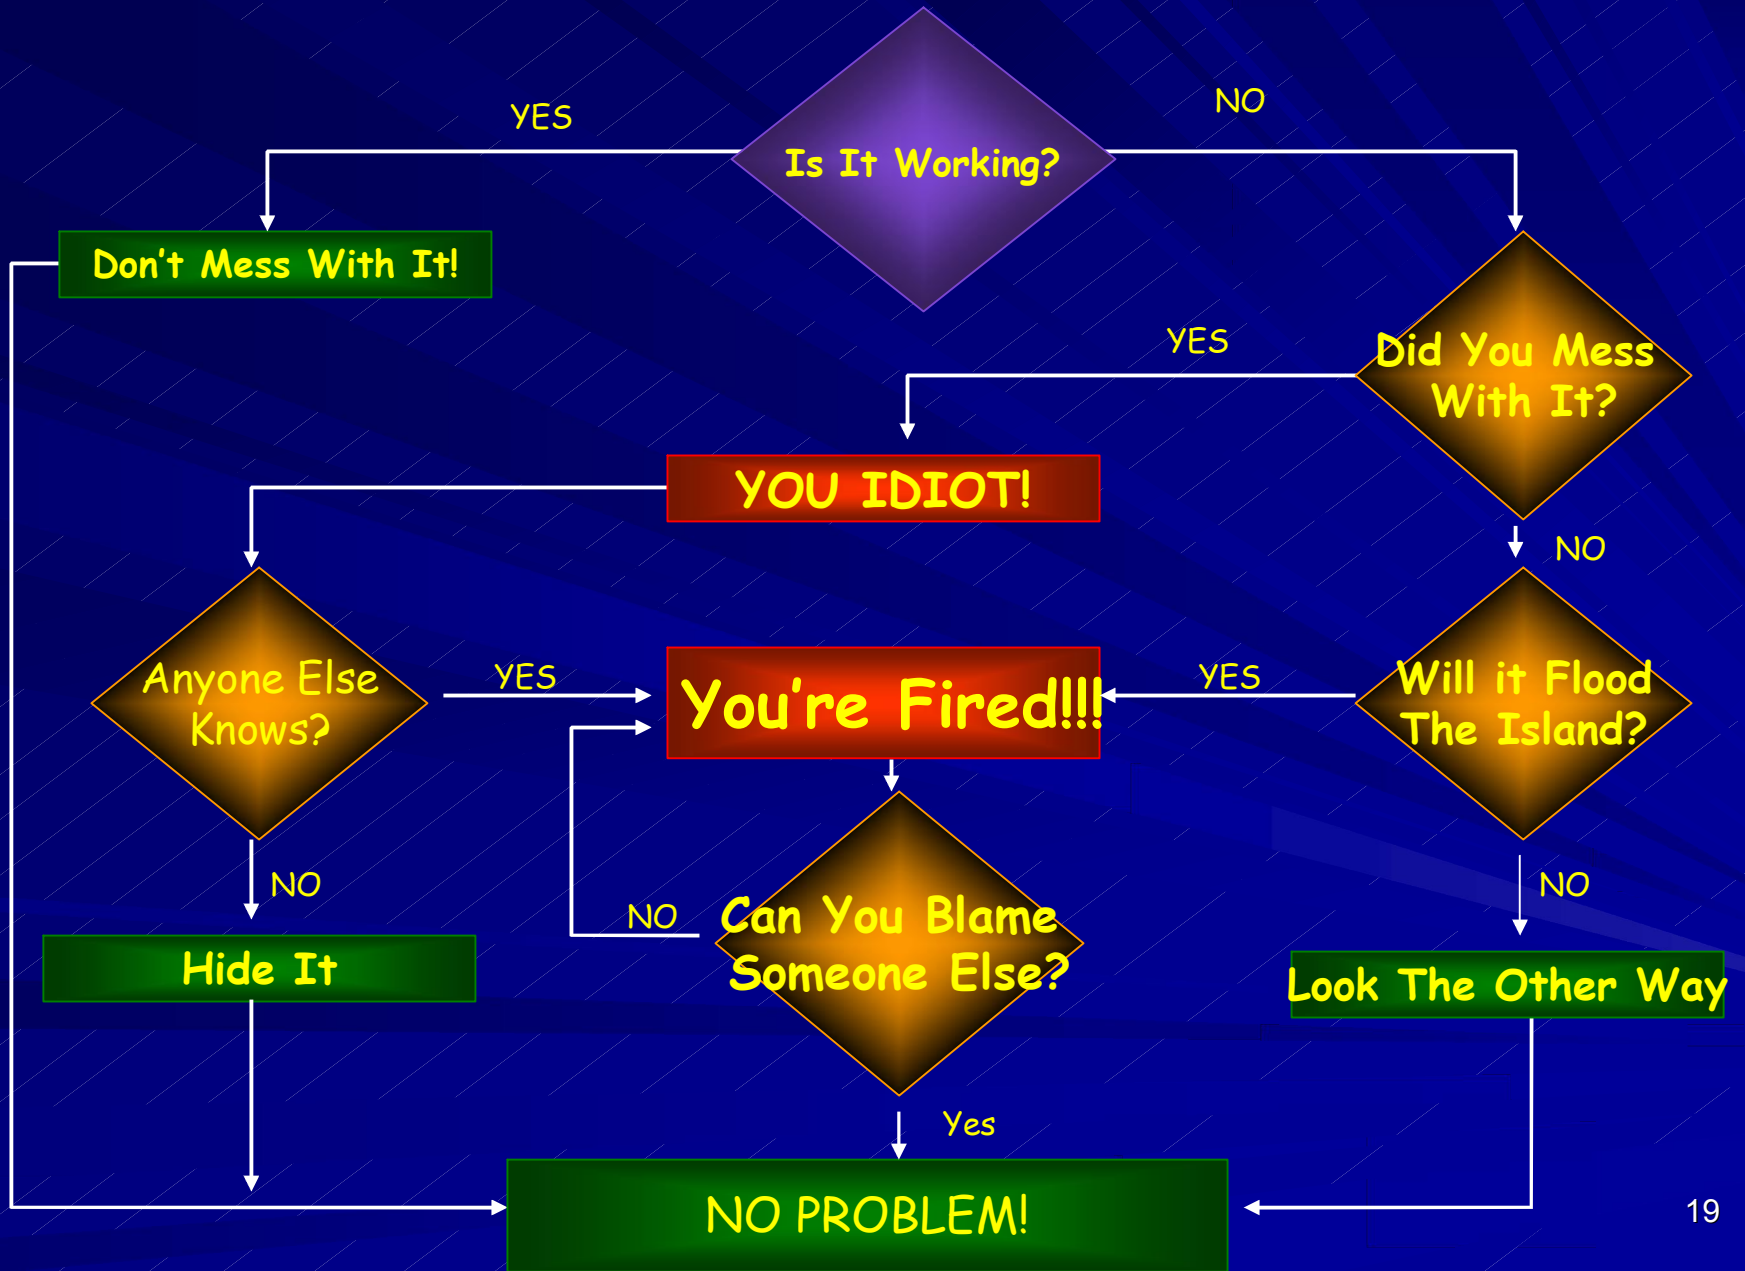 YES
NO
Is It Working?
Don't Mess With It!
YES
Did You Mess
With It?
YOU IDIOT!
NO
Anyone Else
Knows?
YES
You're Fired!!!
YES
Will it Flood
The Island?
NO
NO
Can You Blame
Someone Else?
NO
Hide It
Look The Other Way
Yes
NO PROBLEM!
19